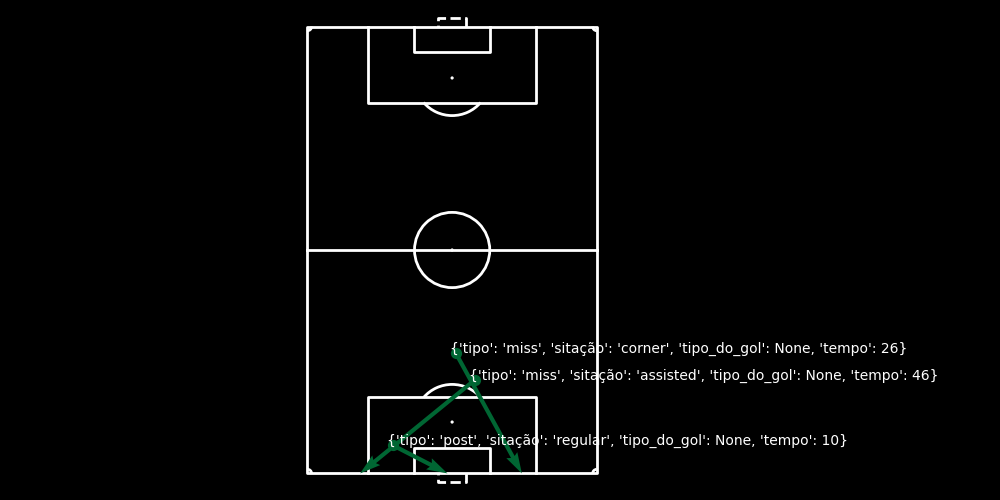 {'tipo': 'miss', 'sitação': 'corner', 'tipo_do_gol': None, 'tempo': 26}
{'tipo': 'miss', 'sitação': 'assisted', 'tipo_do_gol': None, 'tempo': 46}
{'tipo': 'post', 'sitação': 'regular', 'tipo_do_gol': None, 'tempo': 10}